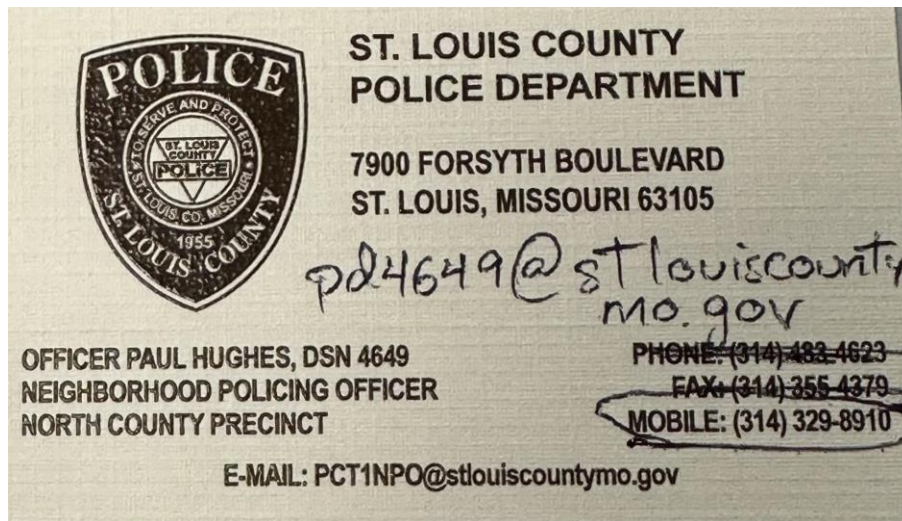 POLICE
TO SERVE AND PROTECT
ST. LOUIS
COUNTY
POLICE
ST. LOUIS, CO. MISSOURI
1955
ST. LOUIS COUNTY
ST. LOUIS COUNTY
POLICE DEPARTMENT
7900 FORSYTH BOULEVARD
ST. LOUIS, MISSOURI 63105
pd4649@stlouiscounty
mo.gov
OFFICER PAUL HUGHES, DSN 4649
NEIGHBORHOOD POLICING OFFICER
NORTH COUNTY PRECINCT
PHONE: (314) 483-4623
FAX: (314) 355-4379
MOBILE: (314) 329-8910
E-MAIL: PCT1NPO@stlouiscountymo.gov